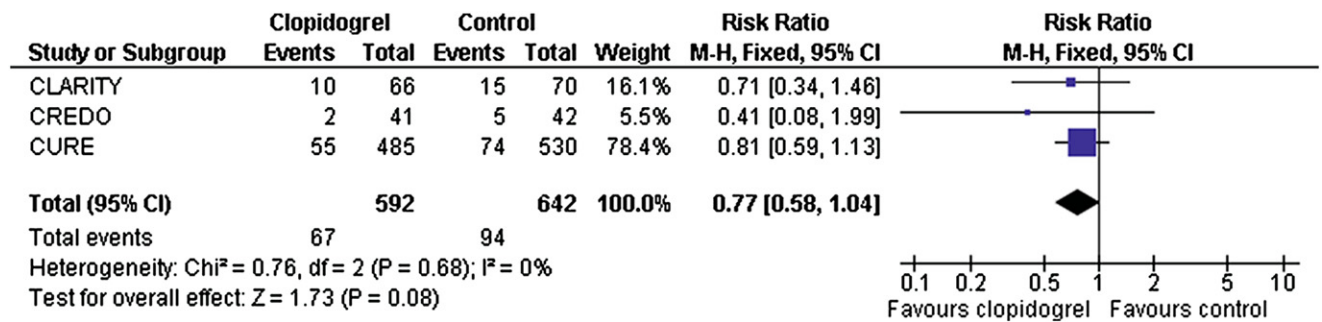 Clopidogrel Control Risk Ratio Risk Ratio
Study or Subgroup Events Total Events Total Weight M-H, Fixed, 95% CI M-H, Fixed, 95% CI
CLARITY 10 66 15 70 16.1% 0.71 [0.34, 1.46]
CREDO 2 41 5 42 5.5% 0.41 [0.08, 1.99]
CURE 55 485 74 530 78.4% 0.81 [0.59, 1.13]
Total (95% CI) 592 642 100.0% 0.77 [0.58, 1.04]
Total events 67 94
Heterogeneity: Chi² = 0.76, df = 2 (P = 0.68); I² = 0%
Test for overall effect: Z = 1.73 (P = 0.08)
0.1 0.2 0.5 1 2 5 10
Favours clopidogrel Favours control